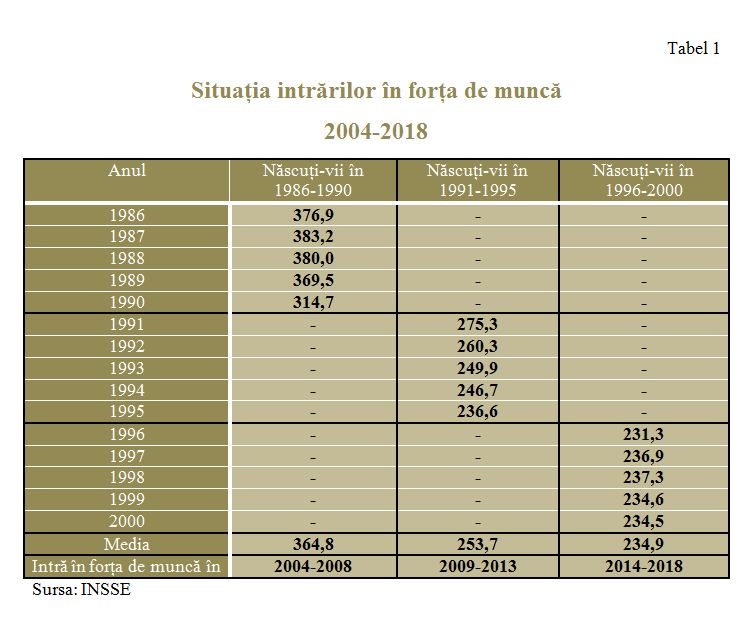 Tabel 1
Situația intrărilor în forța de muncă
2004-2018
Anul Născuți-vii în 1986-1990 Născuți-vii în 1991-1995 Născuți-vii în 1996-2000
1986 376,9 - -
1987 383,2 - -
1988 380,0 - -
1989 369,5 - -
1990 314,7 - -
1991 - 275,3 -
1992 - 260,3 -
1993 - 249,9 -
1994 - 246,7 -
1995 - 236,6 -
1996 - - 231,3
1997 - - 236,9
1998 - - 237,3
1999 - - 234,6
2000 - - 234,5
Media 364,8 253,7 234,9
Intră în forța de muncă în 2004-2008 2009-2013 2014-2018
Sursa: INSSE